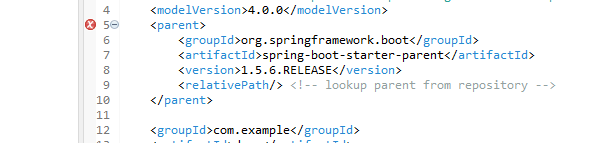 4 <modelVersion>4.0.0</modelVersion>
5 <parent>
6 <groupId>org.springframework.boot</groupId>
7 <artifactId>spring-boot-starter-parent</artifactId>
8 <version>1.5.6.RELEASE</version>
9 <relativePath/> <!-- lookup parent from repository -->
10 </parent>
11
12 <groupId>com.example</groupId>